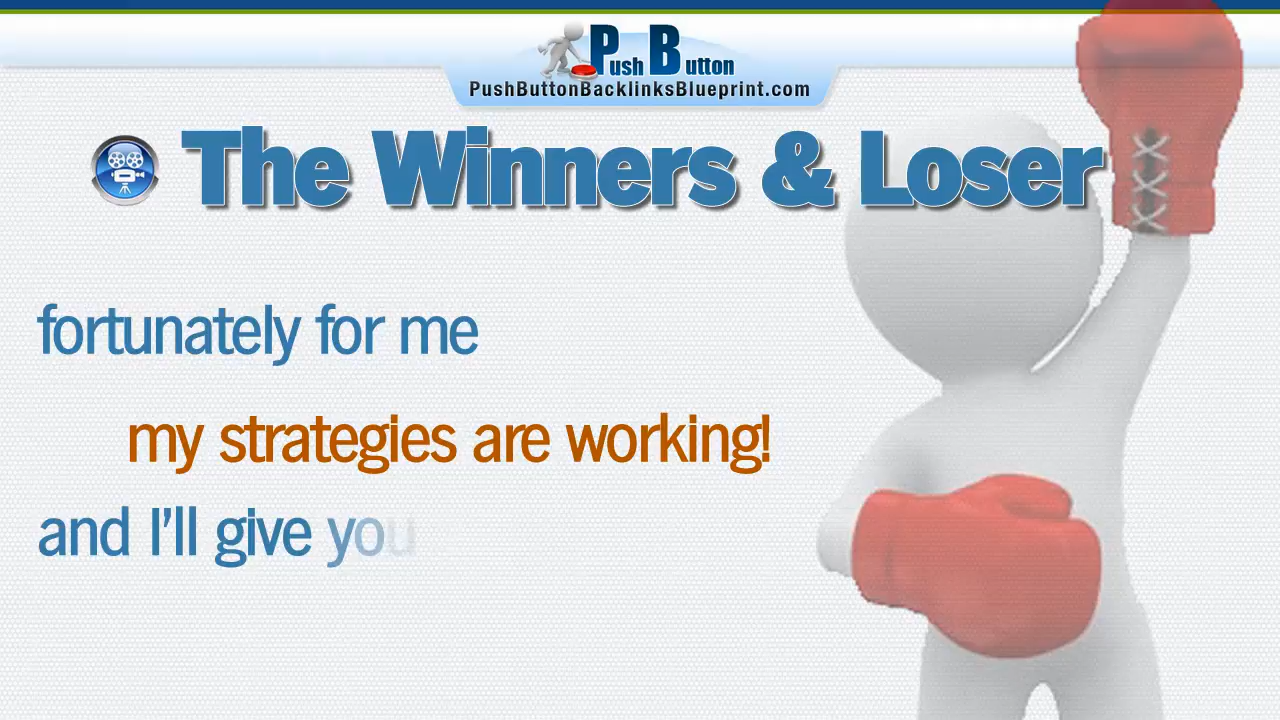 Push Button
PushButtonBacklinksBlueprint.com
The Winners & Loser
fortunately for me
my strategies are working!
and I'll give you